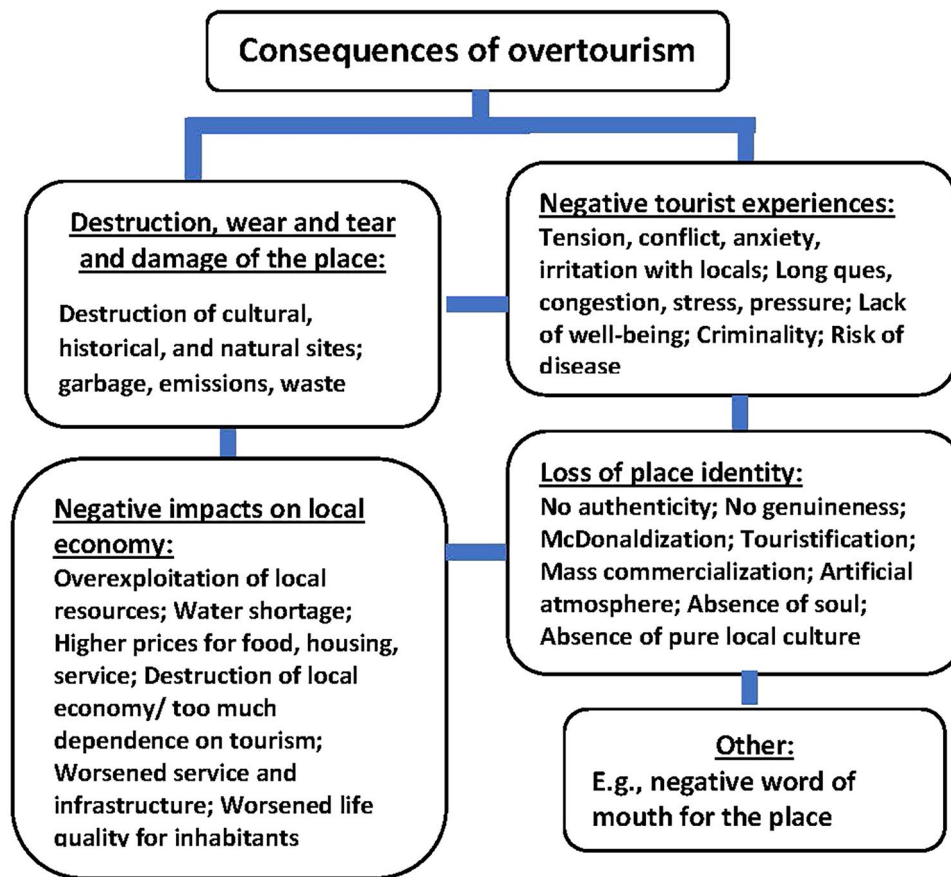 Consequences of overtourism
Destruction, wear and tear
and damage of the place:
Destruction of cultural,
historical, and natural sites;
garbage, emissions, waste
Negative tourist experiences:
Tension, conflict, anxiety,
irritation with locals; Long ques,
congestion, stress, pressure; Lack
of well-being; Criminality; Risk of
disease
Negative impacts on local
economy:
Overexploitation of local
resources; Water shortage;
Higher prices for food, housing,
service; Destruction of local
economy/ too much
dependence on tourism;
Worsened service and
infrastructure; Worsened life
quality for inhabitants
Loss of place identity:
No authenticity; No genuineness;
McDonaldization; Touristification;
Mass commercialization; Artificial
atmosphere; Absence of soul;
Absence of pure local culture
Other:
E.g., negative word of
mouth for the place